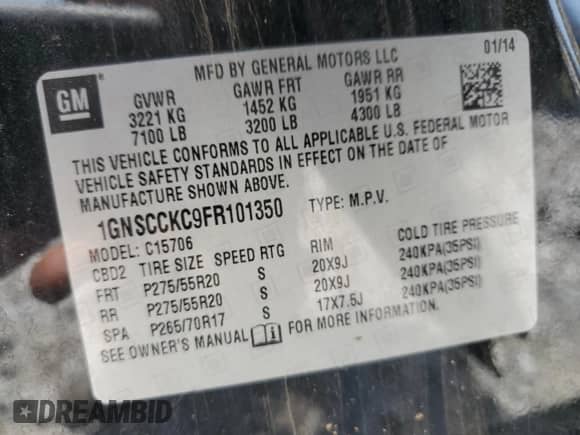 MFD BY GENERAL MOTORS LLC 01/14
GM
GVWR GAWR FRT GAWR RR
3221 KG 1452 KG 1951 KG
7100 LB 3200 LB 4300 LB
THIS VEHICLE CONFORMS TO ALL APPLICABLE U.S. FEDERAL MOTOR
VEHICLE SAFETY STANDARDS IN EFFECT ON THE DATE OF
MANUFACTURE SHOWN ABOVE.
1GNSCCKC9FR101350 TYPE: M.P.V.
MODEL: C15706
CBD2 TIRE SIZE SPEED RTG RIM COLD TIRE PRESSURE
FRT P275/55R20 S 20X9J 240KPA(35PSI)
RR P275/55R20 S 20X9J 240KPA(35PSI)
SPA P265/70R17 S 17X7.5J 240KPA(35PSI)
SEE OWNER'S MANUAL FOR MORE INFORMATION.
DREAMBID